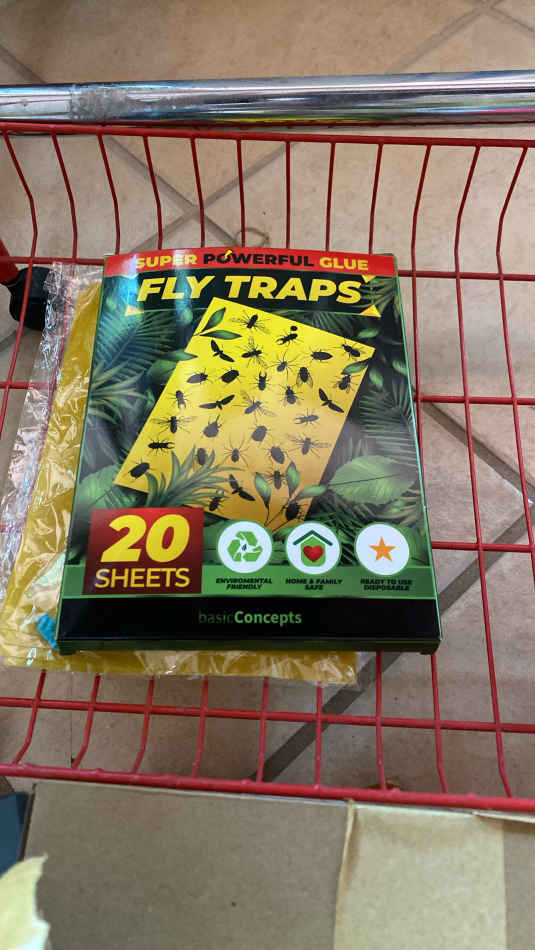 SUPER POWERFUL GLUE
FLY TRAPS
20
SHEETS
ENVIROMENTAL
FRIENDLY
HOME & FAMILY
SAFE
READY TO USE
DISPOSABLE
basicConcepts